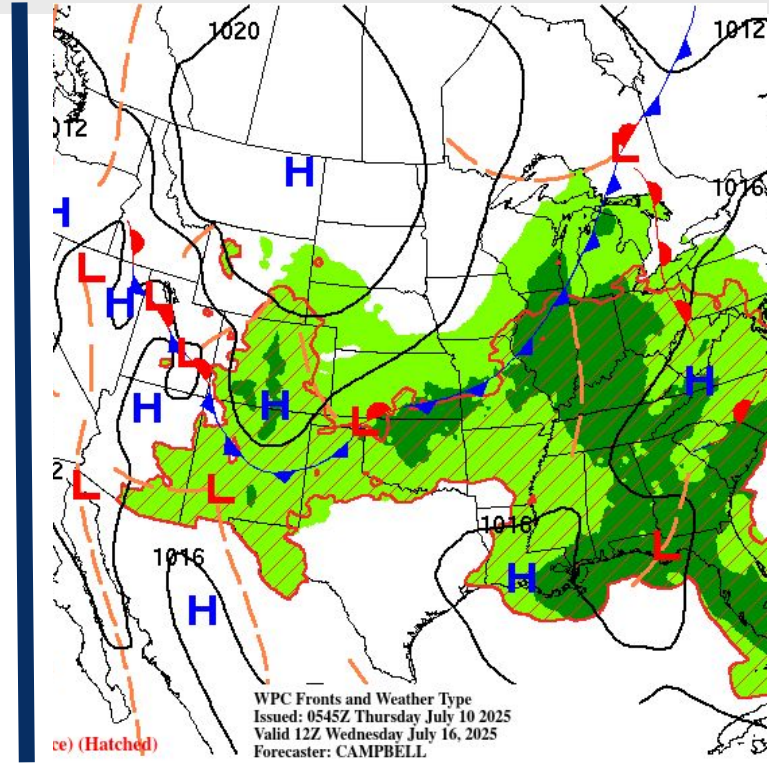 1020
1012
012
H
L
1016
H
L
H
L
L
H
H
H
L
L
L
2
1016
1016
L
H
H
WPC Fronts and Weather Type
Issued: 0545Z Thursday July 10 2025
Valid 12Z Wednesday July 16, 2025
ce) (Hatched)
Forecaster: CAMPBELL